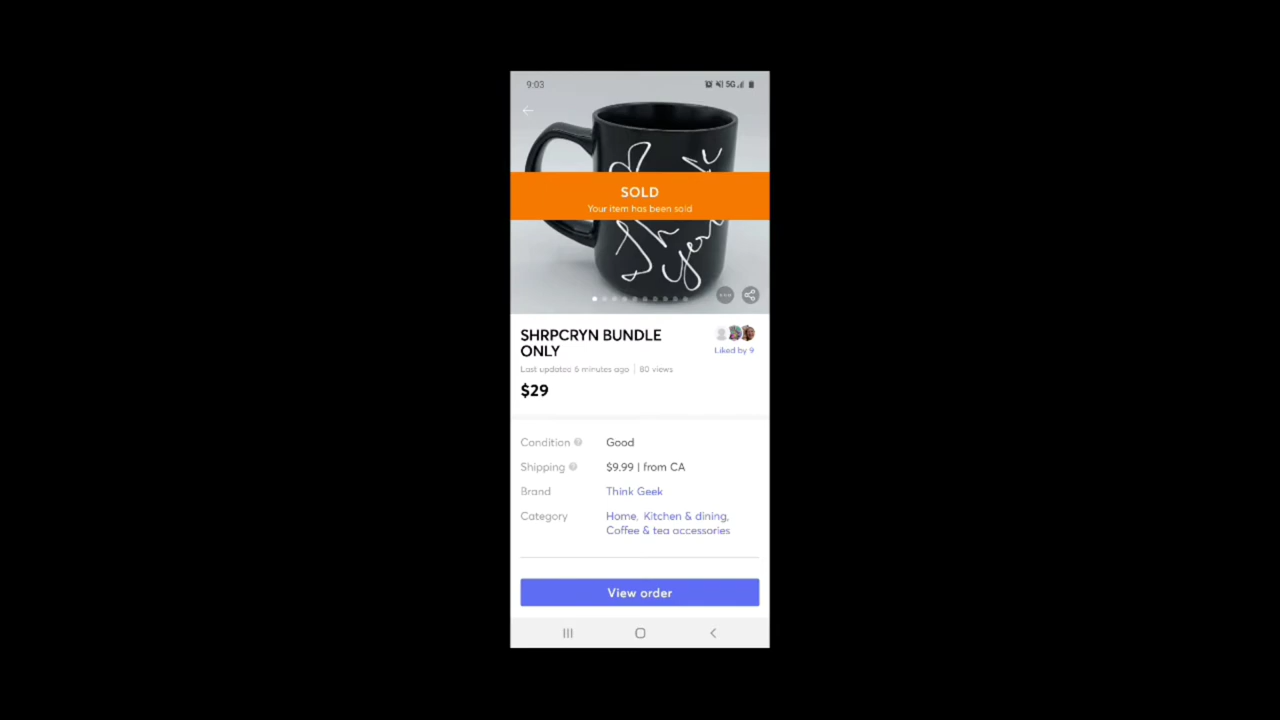 9:03
5G
SOLD
Your item has been sold
SHRPCRYN BUNDLE
ONLY
Liked by 9
Last updated 6 minutes ago | 80 views
$29
Condition ?
Good
Shipping ?
$9.99 | from CA
Brand
Think Geek
Category
Home, Kitchen & dining,
Coffee & tea accessories
View order